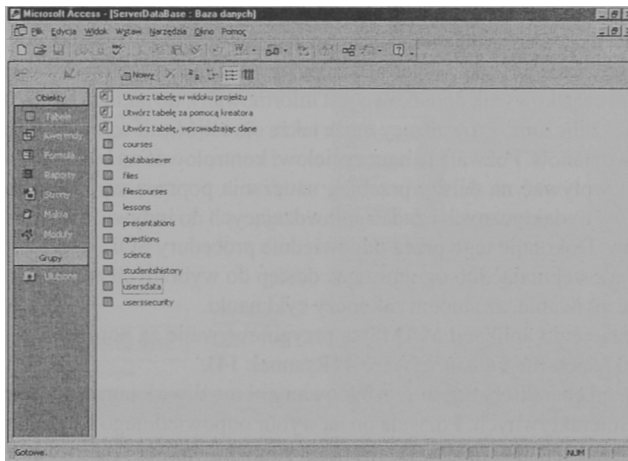 Microsoft Access - [ServerDataBase : Baza danych]
Plik Edycja Widok Wstaw Narzędzia Okno Pomoc
Nowy
Obiekty
Tabele
Kwerendy
Formula...
Raporty
Strony
Makra
Moduły
Grupy
Ulubione
Utwórz tabelę w widoku projektu
Utwórz tabelę za pomocą kreatora
Utwórz tabelę, wprowadzając dane
courses
databasever
files
filescourses
lessons
presentations
questions
science
studentshistory
usersdata
userssecurity
Gotowe.
NUM